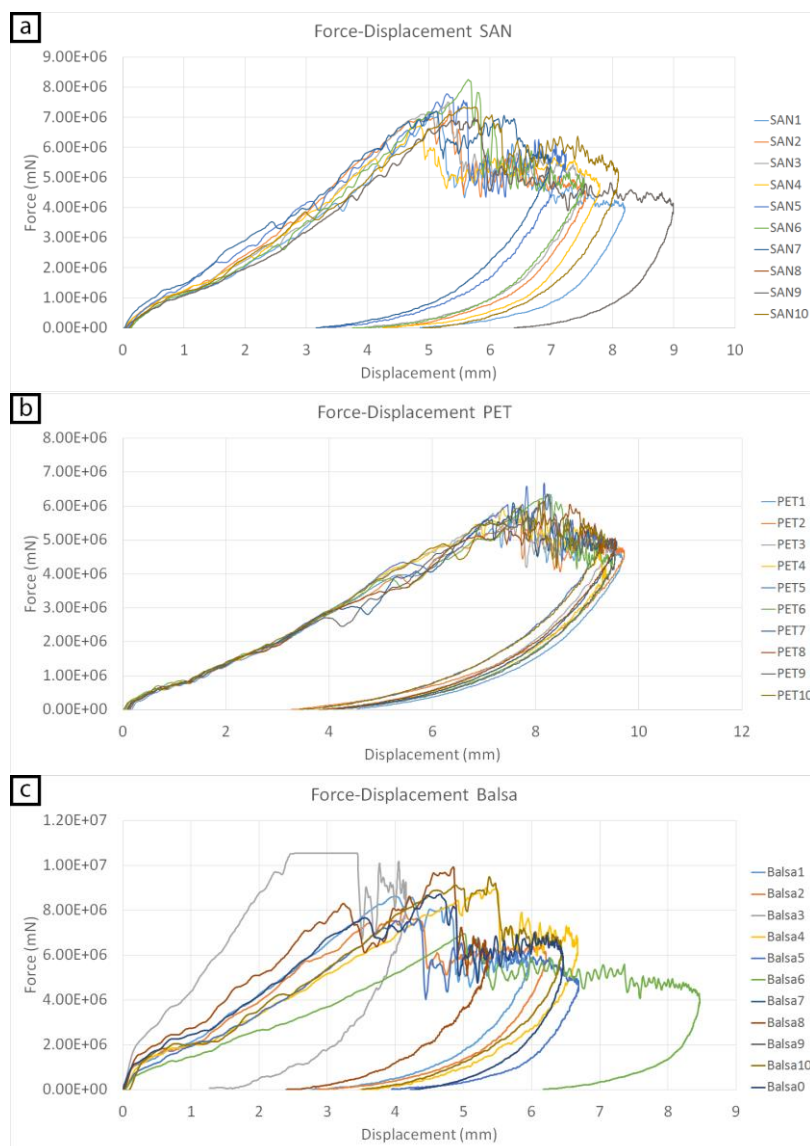 a
Force-Displacement SAN
9.00E+06
8.00E+06
7.00E+06
6.00E+06
5.00E+06
4.00E+06
3.00E+06
2.00E+06
1.00E+06
0.00E+00
Force (mN)
0 1 2 3 4 5 6 7 8 9 10
Displacement (mm)
SAN1
SAN2
SAN3
SAN4
SAN5
SAN6
SAN7
SAN8
SAN9
SAN10
b
Force-Displacement PET
8.00E+06
7.00E+06
6.00E+06
5.00E+06
4.00E+06
3.00E+06
2.00E+06
1.00E+06
0.00E+00
Force (mN)
0 2 4 6 8 10 12
Displacement (mm)
PET1
PET2
PET3
PET4
PET5
PET6
PET7
PET8
PET9
PET10
c
Force-Displacement Balsa
1.20E+07
1.00E+07
8.00E+06
6.00E+06
4.00E+06
2.00E+06
0.00E+00
Force (mN)
0 1 2 3 4 5 6 7 8 9
Displacement (mm)
Balsa1
Balsa2
Balsa3
Balsa4
Balsa5
Balsa6
Balsa7
Balsa8
Balsa9
Balsa10
Balsa0